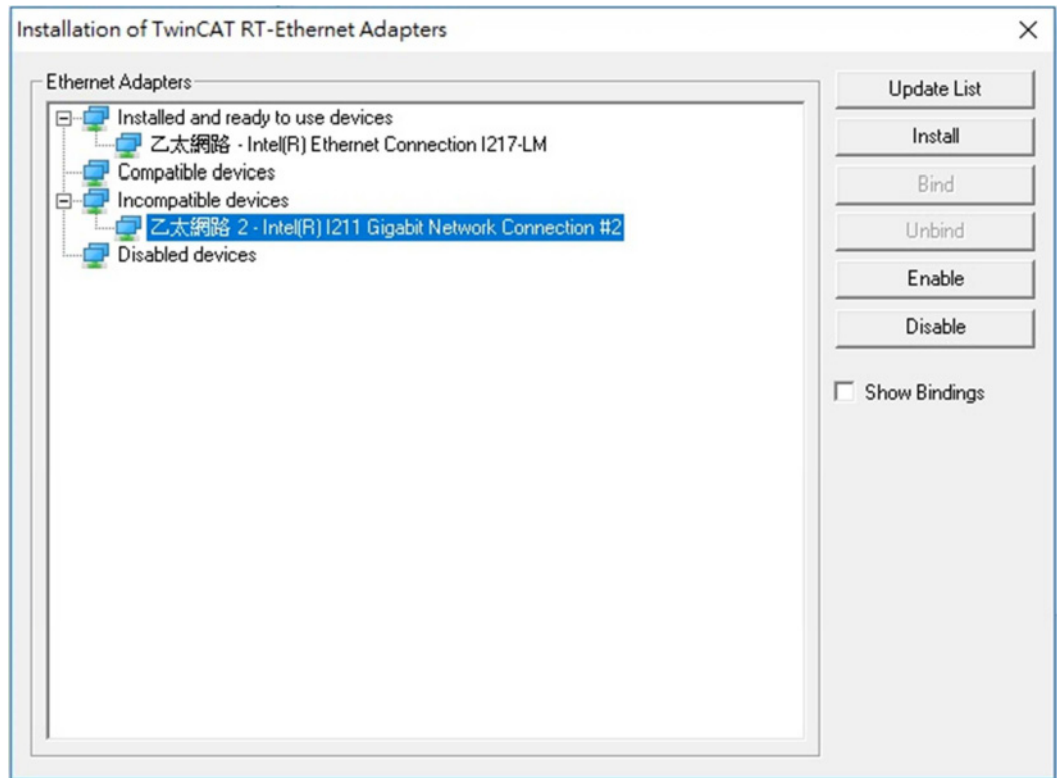 Installation of TwinCAT RT-Ethernet Adapters
Ethernet Adapters
Installed and ready to use devices
乙太網路 - Intel(R) Ethernet Connection I217-LM
Compatible devices
Incompatible devices
乙太網路 2 - Intel(R) I211 Gigabit Network Connection #2
Disabled devices
Update List
Install
Bind
Unbind
Enable
Disable
Show Bindings